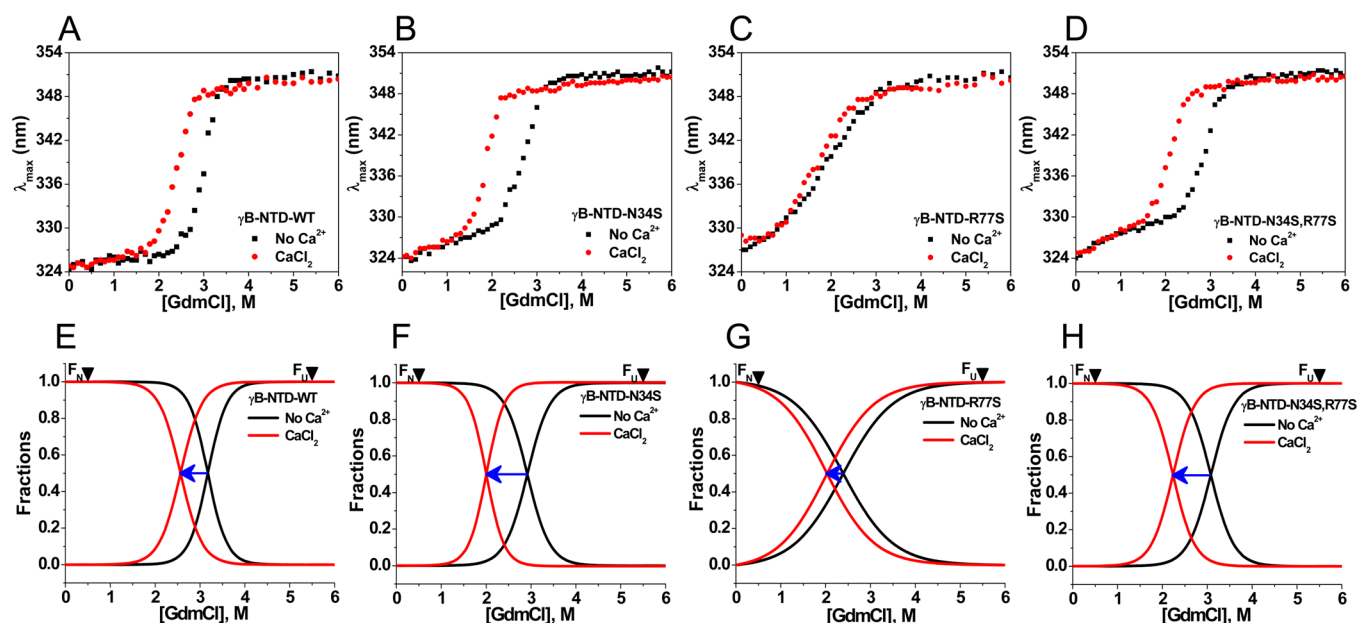 A
B
C
D
354
348
342
336
330
324
λmax (nm)
γB-NTD-WT
No Ca²⁺
CaCl₂
0 1 2 3 4 5 6
[GdmCl], M
354
348
342
336
330
324
λmax (nm)
γB-NTD-N34S
No Ca²⁺
CaCl₂
0 1 2 3 4 5 6
[GdmCl], M
354
348
342
336
330
324
λmax (nm)
γB-NTD-R77S
No Ca²⁺
CaCl₂
0 1 2 3 4 5 6
[GdmCl], M
354
348
342
336
330
324
λmax (nm)
γB-NTD-N34S,R77S
No Ca²⁺
CaCl₂
0 1 2 3 4 5 6
[GdmCl], M
E
F
G
H
FN FU
1.0
0.8
0.6
0.4
0.2
0.0
Fractions
γB-NTD-WT
No Ca²⁺
CaCl₂
0 1 2 3 4 5 6
[GdmCl], M
FN FU
1.0
0.8
0.6
0.4
0.2
0.0
Fractions
γB-NTD-N34S
No Ca²⁺
CaCl₂
0 1 2 3 4 5 6
[GdmCl], M
FN FU
1.0
0.8
0.6
0.4
0.2
0.0
Fractions
γB-NTD-R77S
No Ca²⁺
CaCl₂
0 1 2 3 4 5 6
[GdmCl], M
FN FU
1.0
0.8
0.6
0.4
0.2
0.0
Fractions
γB-NTD-N34S,R77S
No Ca²⁺
CaCl₂
0 1 2 3 4 5 6
[GdmCl], M